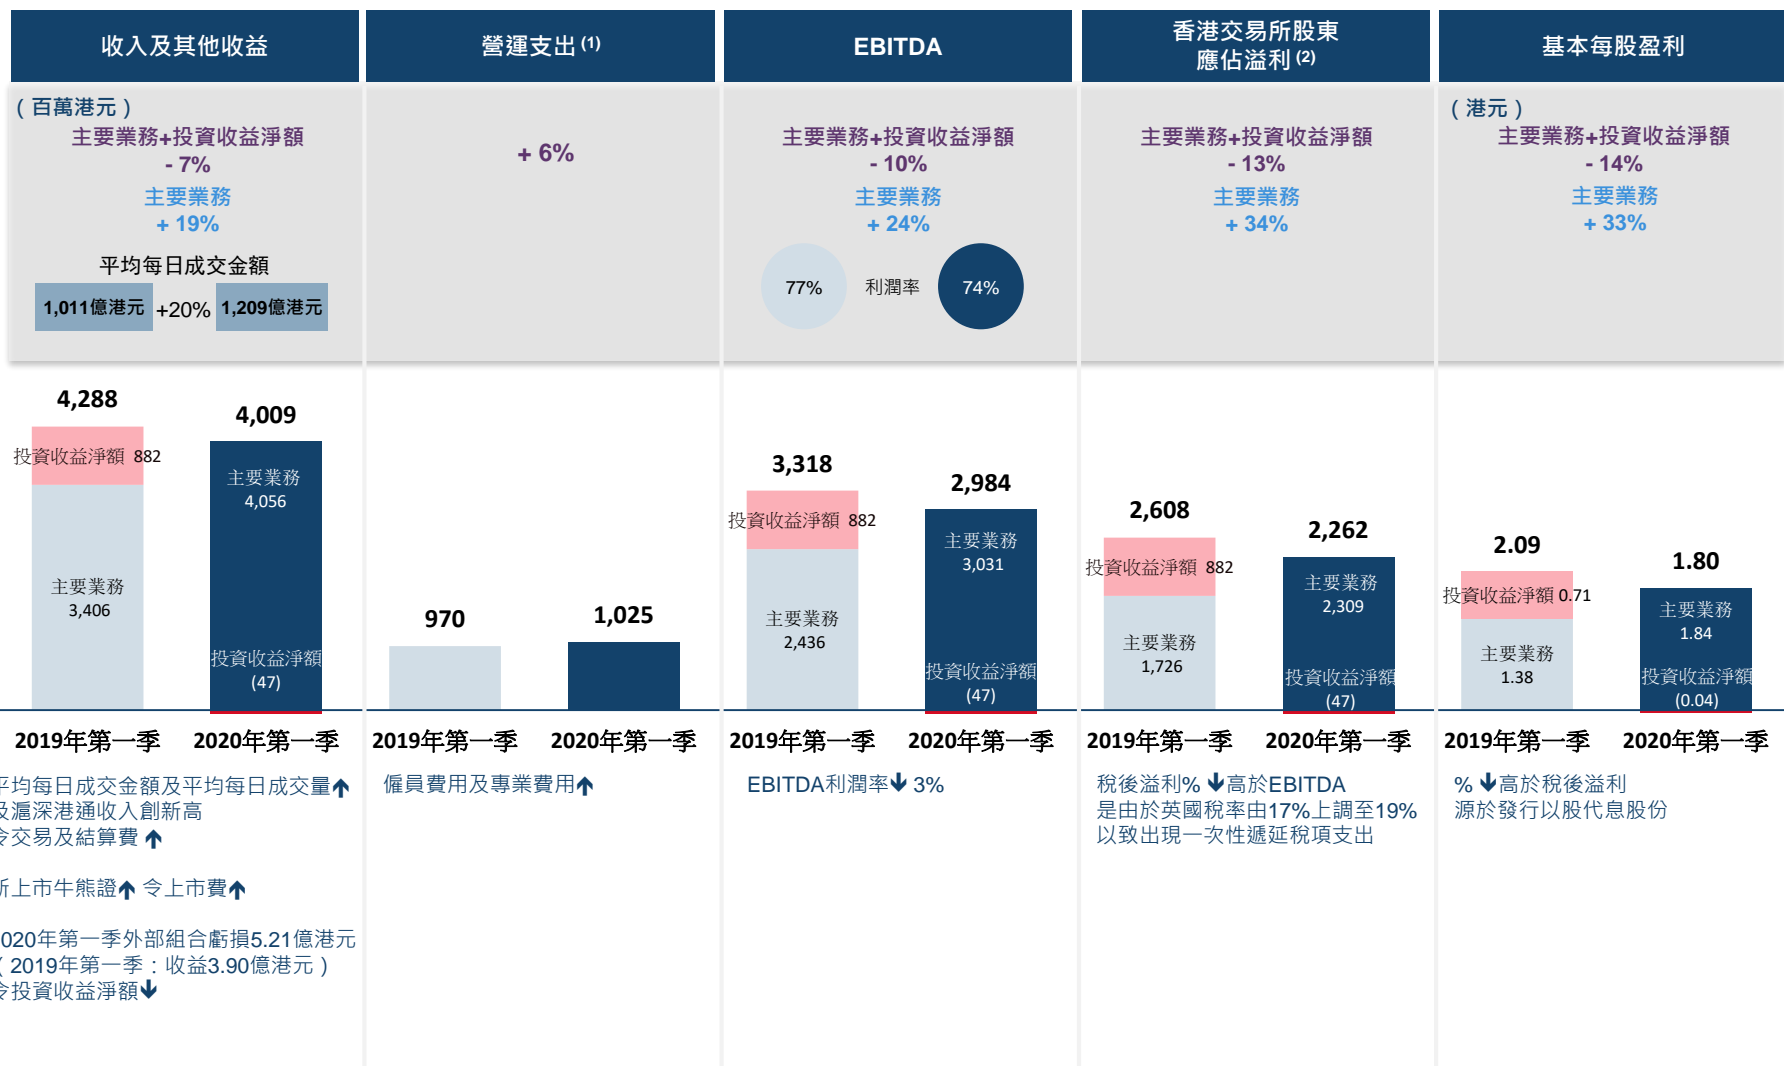 收入及其他收益
（百萬港元）
主要業務+投資收益淨額
- 7%
主要業務
+ 19%
平均每日成交金額
1,011億港元 +20% 1,209億港元
4,288
投資收益淨額 882
主要業務
3,406
4,009
主要業務
4,056
投資收益淨額
(47)
2019年第一季 2020年第一季
平均每日成交金額及平均每日成交量↑
及滬深港通收入創新高
令交易及結算費↑
新上市牛熊證↑ 令上市費↑
020年第一季外部組合虧損5.21億港元
（2019年第一季：收益3.90億港元）
令投資收益淨額↓
營運支出(1)
+ 6%
970
1,025
2019年第一季 2020年第一季
僱員費用及專業費用↑
EBITDA
主要業務+投資收益淨額
- 10%
主要業務
+ 24%
77% 利潤率 74%
3,318
投資收益淨額 882
主要業務
2,436
2,984
主要業務
3,031
投資收益淨額
(47)
2019年第一季 2020年第一季
EBITDA利潤率↓ 3%
香港交易所股東
應佔溢利(2)
主要業務+投資收益淨額
- 13%
主要業務
+ 34%
2,608
投資收益淨額 882
主要業務
1,726
2,262
主要業務
2,309
投資收益淨額
(47)
2019年第一季 2020年第一季
稅後溢利% ↓高於EBITDA
是由於英國稅率由17%上調至19%
以致出現一次性遞延稅項支出
基本每股盈利
（港元）
主要業務+投資收益淨額
- 14%
主要業務
+ 33%
2.09
投資收益淨額 0.71
主要業務
1.38
1.80
主要業務
1.84
投資收益淨額
(0.04)
2019年第一季 2020年第一季
% ↓高於稅後溢利
源於發行以股代息股份